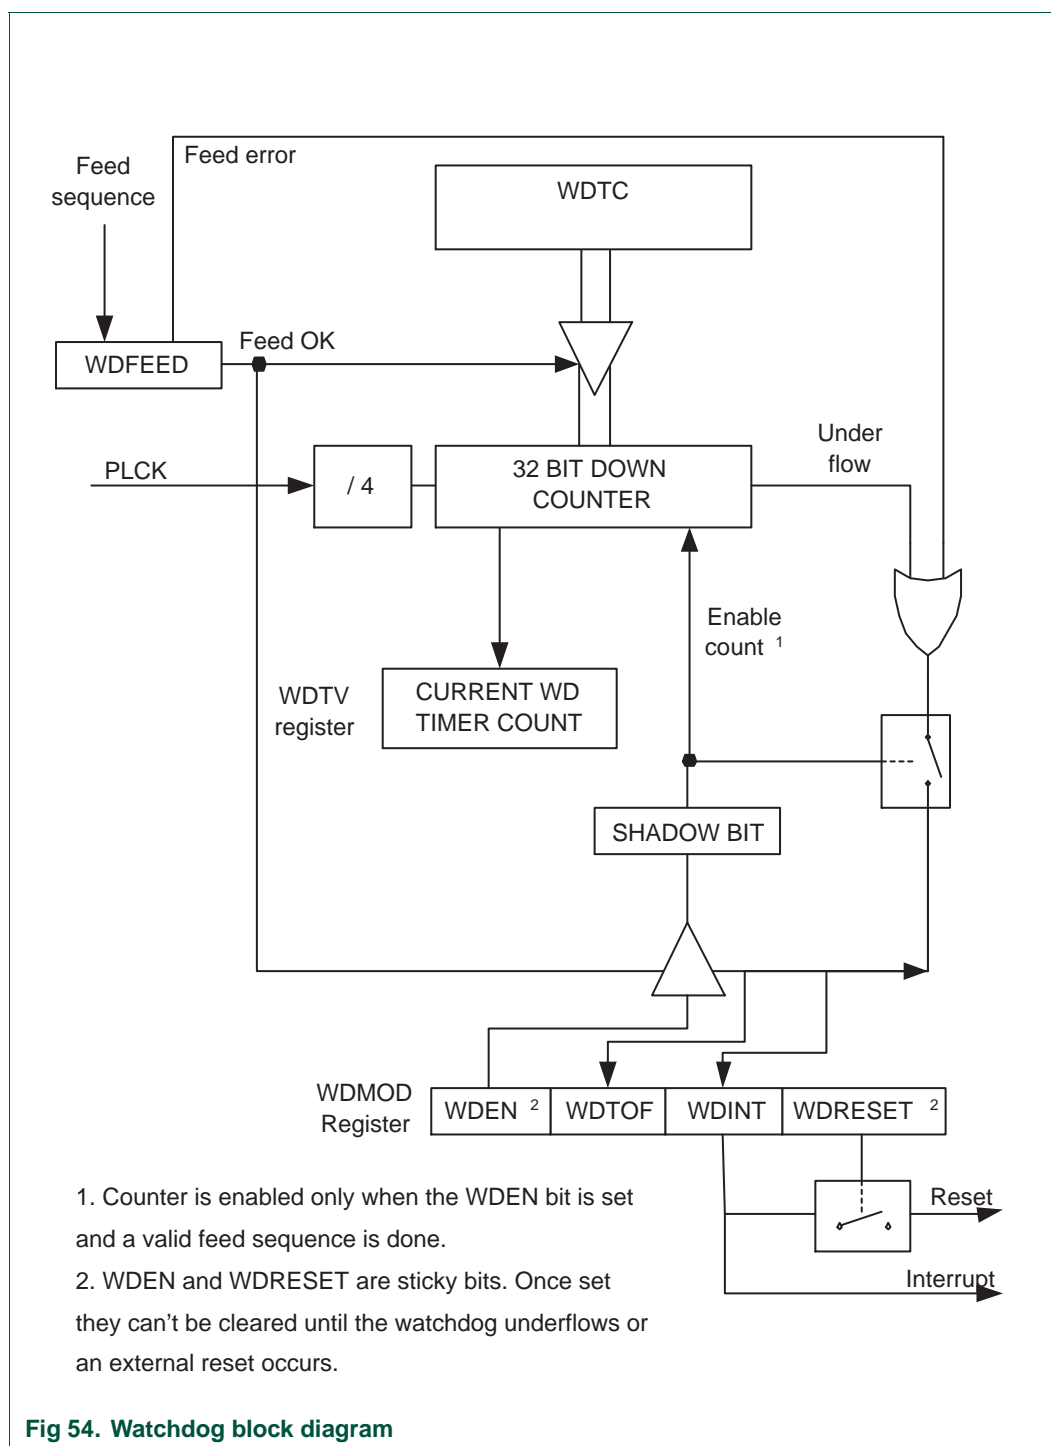 Feed error
Feed
sequence
WDTC
Feed OK
WDFEED
Under
flow
PLCK
/ 4
32 BIT DOWN
COUNTER
Enable
count 1
WDTV
register
CURRENT WD
TIMER COUNT
SHADOW BIT
WDMOD
Register
WDEN 2
WDTOF
WDINT
WDRESET 2
Reset
Interrupt
1. Counter is enabled only when the WDEN bit is set
and a valid feed sequence is done.
2. WDEN and WDRESET are sticky bits. Once set
they can't be cleared until the watchdog underflows or
an external reset occurs.
Fig 54. Watchdog block diagram